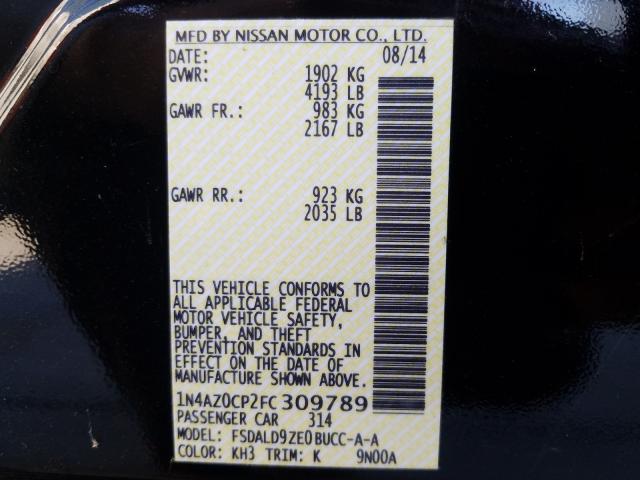 MFD BY NISSAN MOTOR CO., LTD.
DATE: 08/14
GVWR: 1902 KG
4193 LB
GAWR FR.: 983 KG
2167 LB
GAWR RR.: 923 KG
2035 LB
THIS VEHICLE CONFORMS TO
ALL APPLICABLE FEDERAL
MOTOR VEHICLE SAFETY,
BUMPER, AND THEFT
PREVENTION STANDARDS IN
EFFECT ON THE DATE OF
MANUFACTURE SHOWN ABOVE.
1N4AZ0CP2FC309789
PASSENGER CAR 314
MODEL: FSDALD9ZE0BUCC-A-A
COLOR: KH3 TRIM: K 9N00A